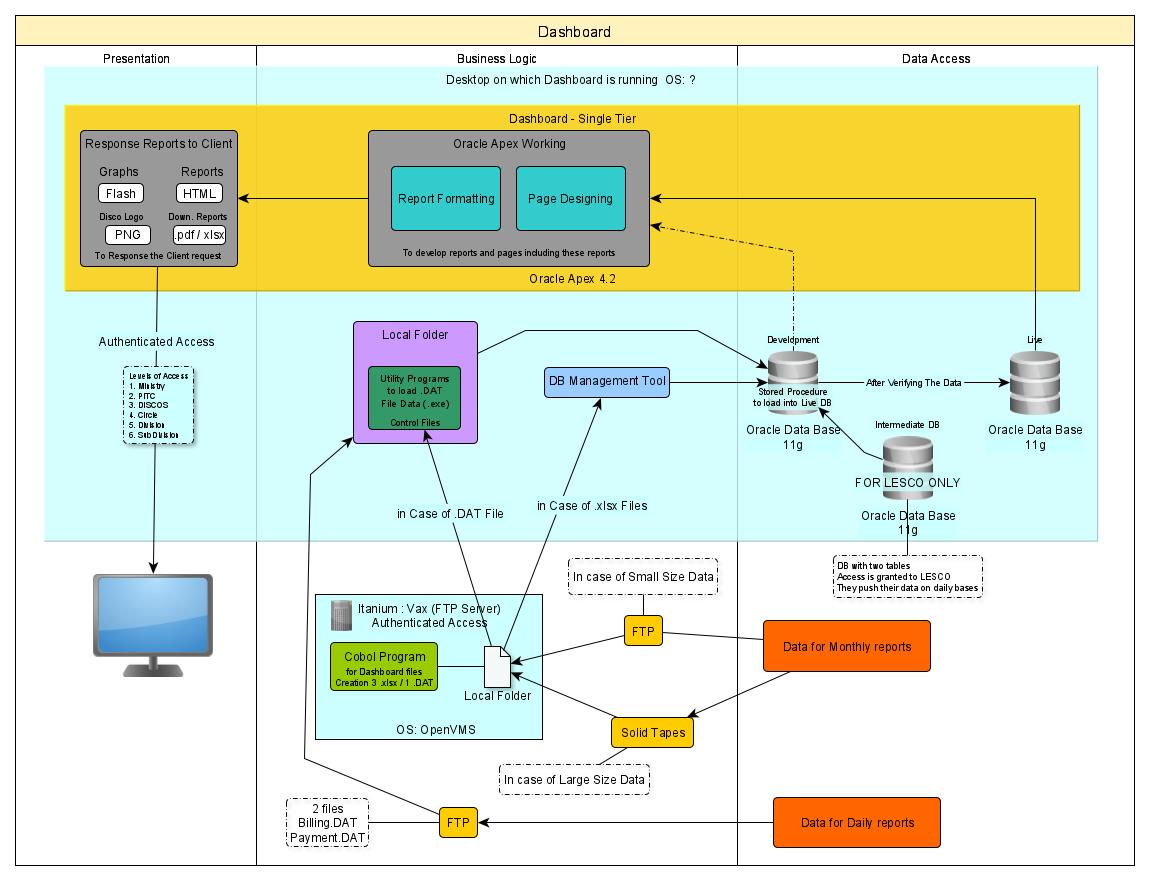 Dashboard
Presentation
Business Logic
Data Access
Desktop on which Dashboard is running OS: ?
Dashboard - Single Tier
Response Reports to Client
Graphs
Reports
Flash
HTML
Disco Logo
Down. Reports
PNG
.pdf / xlsx
To Response the Client request
Oracle Apex Working
Report Formatting
Page Designing
To develop reports and pages including these reports
Oracle Apex 4.2
Authenticated Access
Levels of Access
1. Ministry
2. PITC
3. DISCOS
4. Circle
5. Division
6. Sub Division
Local Folder
Utility Programs
to load .DAT
File Data (.exe)
Control Files
DB Management Tool
Development
Stored Procedure
to load into Live DB
Oracle Data Base
11g
After Verifying The Data
Live
Oracle Data Base
11g
Intermediate DB
FOR LESCO ONLY
Oracle Data Base
11g
in Case of .DAT File
in Case of .xlsx Files
DB with two tables
Access is granted to LESCO
They push their data on daily bases
In case of Small Size Data
Itanium : Vax (FTP Server)
Authenticated Access
Cobol Program
for Dashboard files
Creation 3 .xlsx / 1 .DAT
Local Folder
OS: OpenVMS
FTP
Data for Monthly reports
Solid Tapes
In case of Large Size Data
2 files
Billing.DAT
Payment.DAT
FTP
Data for Daily reports